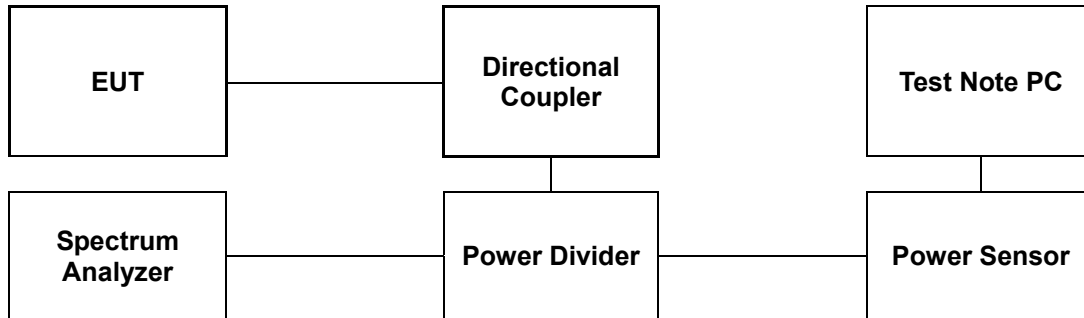 EUT
Directional
Coupler
Test Note PC
Spectrum
Analyzer
Power Divider
Power Sensor